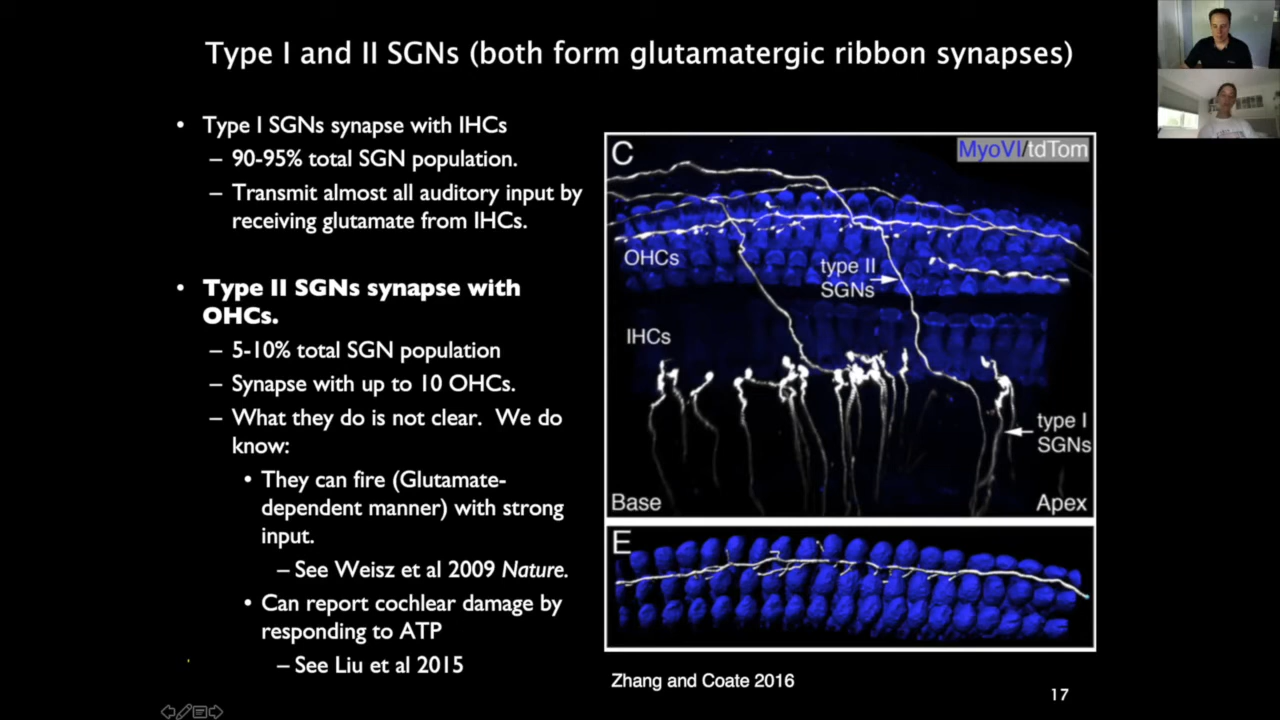 Type I and II SGNs (both form glutamatergic ribbon synapses)
• Type I SGNs synapse with IHCs
– 90-95% total SGN population.
– Transmit almost all auditory input by
receiving glutamate from IHCs.
• Type II SGNs synapse with
OHCs.
– 5-10% total SGN population
– Synapse with up to 10 OHCs.
– What they do is not clear. We do
know:
• They can fire (Glutamate-
dependent manner) with strong
input.
– See Weisz et al 2009 Nature.
• Can report cochlear damage by
responding to ATP
– See Liu et al 2015
C
MyoVI/tdTom
OHCs
type II
SGNs
IHCs
type I
SGNs
Base
Apex
E
Zhang and Coate 2016
17